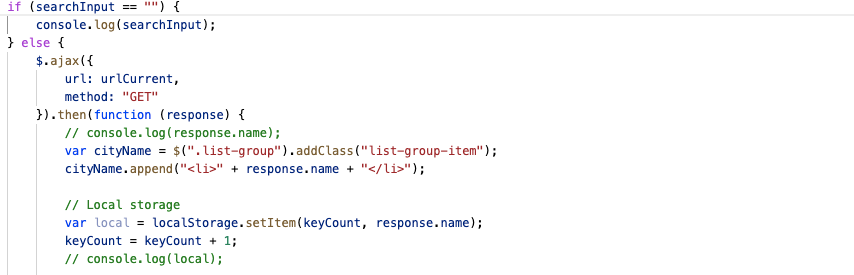 if (searchInput == "") {
console.log(searchInput);
} else {
$.ajax({
url: urlCurrent,
method: "GET"
}).then(function (response) {
// console.log(response.name);
var cityName = $(".list-group").addClass("list-group-item");
cityName.append("<li>" + response.name + "</li>");
// Local storage
var local = localStorage.setItem(keyCount, response.name);
keyCount = keyCount + 1;
// console.log(local);